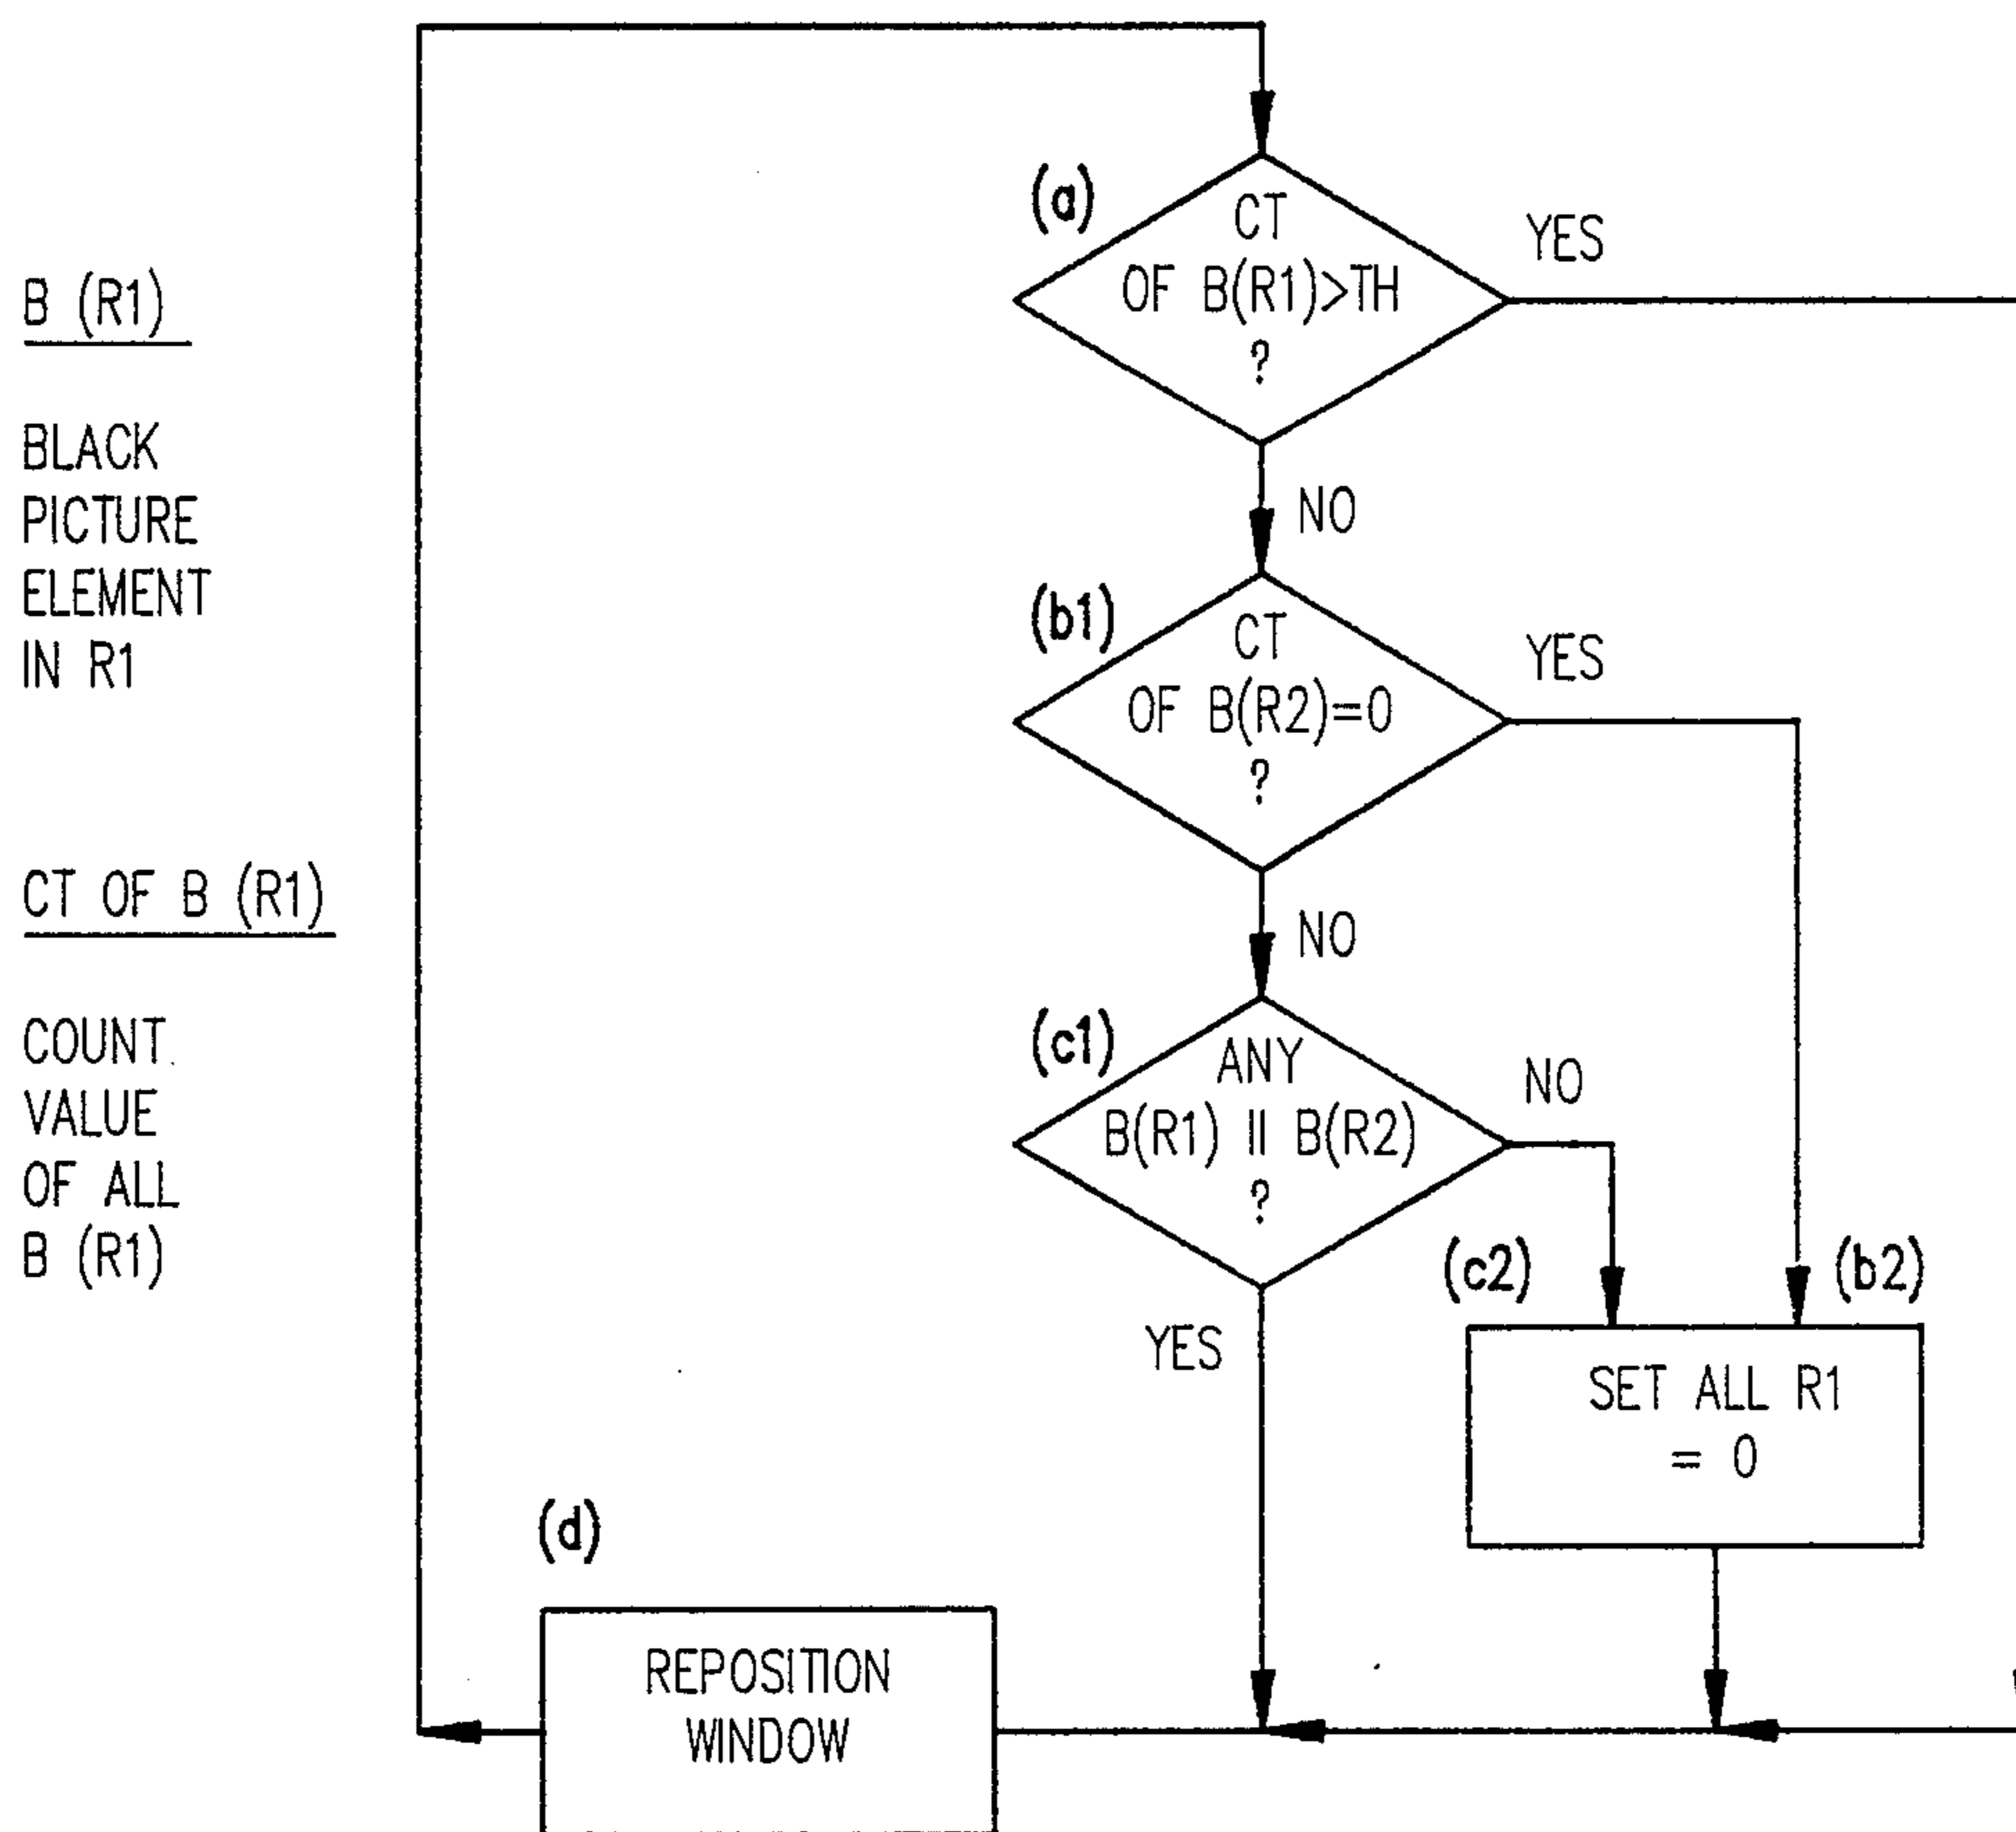 B (R1)
BLACK
PICTURE
ELEMENT
IN R1
CT OF B (R1)
COUNT
VALUE
OF ALL
B (R1)
(a)
CT
OF B(R1)>TH
?
YES
NO
(b1)
CT
OF B(R2)=0
?
YES
NO
(c1)
ANY
B(R1) || B(R2)
?
NO
YES
(c2)
(b2)
SET ALL R1
= 0
(d)
REPOSITION
WINDOW